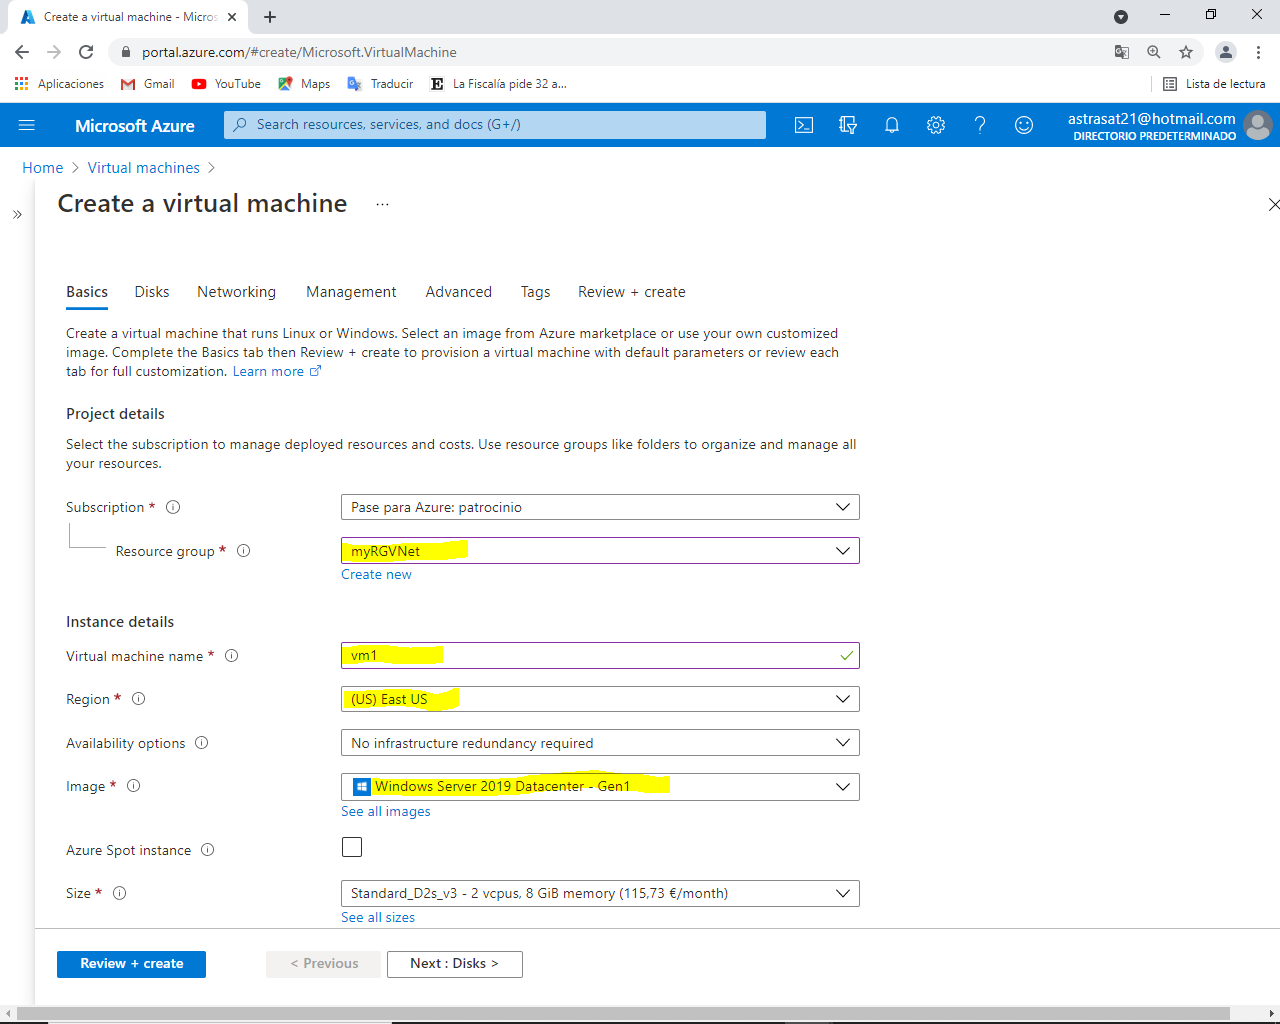 Create a virtual machine - Micros
portal.azure.com/#create/Microsoft.VirtualMachine
Aplicaciones Gmail YouTube Maps Traducir E La Fiscalía pide 32 a... Lista de lectura
Microsoft Azure Search resources, services, and docs (G+/) astrasat21@hotmail.com
DIRECTORIO PREDETERMINADO
Home > Virtual machines >
Create a virtual machine ...
Basics Disks Networking Management Advanced Tags Review + create
Create a virtual machine that runs Linux or Windows. Select an image from Azure marketplace or use your own customized
image. Complete the Basics tab then Review + create to provision a virtual machine with default parameters or review each
tab for full customization. Learn more
Project details
Select the subscription to manage deployed resources and costs. Use resource groups like folders to organize and manage all
your resources.
Subscription * Pase para Azure: patrocinio
Resource group * myRGVNet
Create new
Instance details
Virtual machine name * vm1
Region * (US) East US
Availability options No infrastructure redundancy required
Image * Windows Server 2019 Datacenter - Gen1
See all images
Azure Spot instance
Size * Standard_D2s_v3 - 2 vcpus, 8 GiB memory (115,73 €/month)
See all sizes
Review + create < Previous Next : Disks >